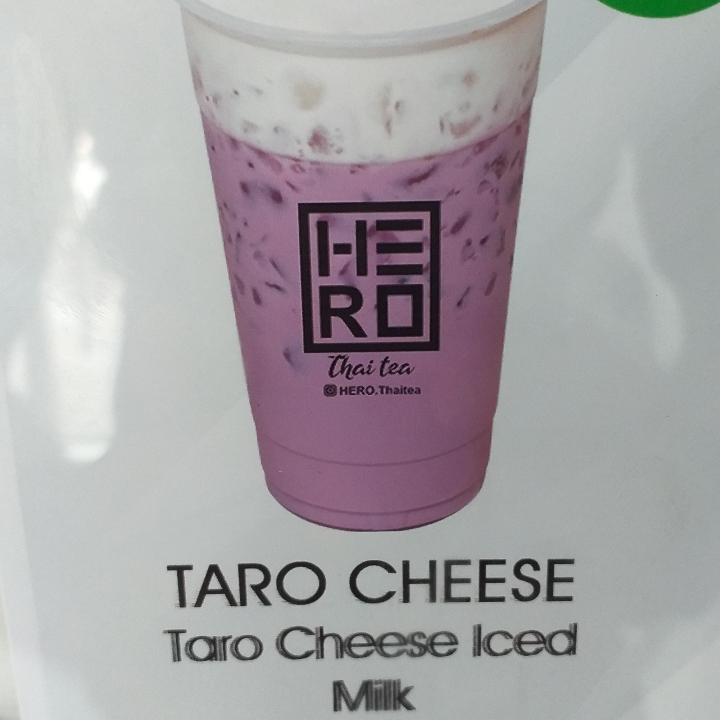 HE
RO
Thai tea
HERO.Thaitea
TARO CHEESE
Taro Cheese Iced
Milk